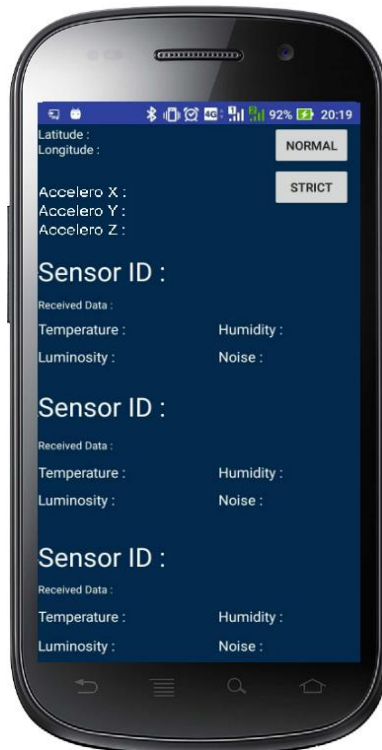 4G 92% 20:19
Latitude :
Longitude :
NORMAL
STRICT
Accelero X :
Accelero Y :
Accelero Z :
Sensor ID :
Received Data :
Temperature : Humidity :
Luminosity : Noise :
Sensor ID :
Received Data :
Temperature : Humidity :
Luminosity : Noise :
Sensor ID :
Received Data :
Temperature : Humidity :
Luminosity : Noise :